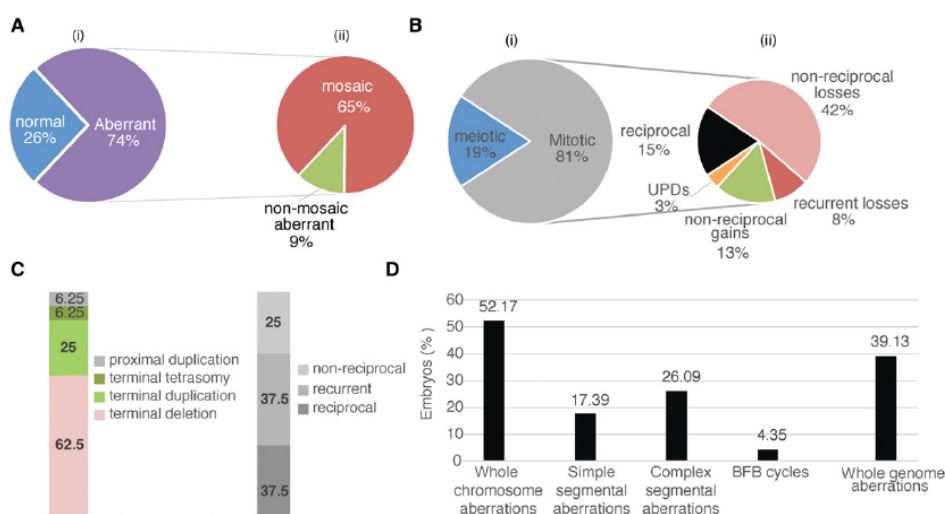 A
(i)
(ii)
normal
26%
Aberrant
74%
mosaic
65%
non-mosaic
aberrant
9%
B
(i)
(ii)
meiotic
19%
Mitotic
81%
non-reciprocal
losses
42%
reciprocal
15%
UPDs
3%
non-reciprocal
gains
13%
recurrent losses
8%
C
6.25
6.25
25
62.5
proximal duplication
terminal tetrasomy
terminal duplication
terminal deletion
25
37.5
37.5
non-reciprocal
recurrent
reciprocal
D
Embryos (%)
60
50
40
30
20
10
0
52.17
17.39
26.09
4.35
39.13
Whole
chromosome
aberrations
Simple
segmental
aberrations
Complex
segmental
aberrations
BFB cycles
Whole genome
aberrations